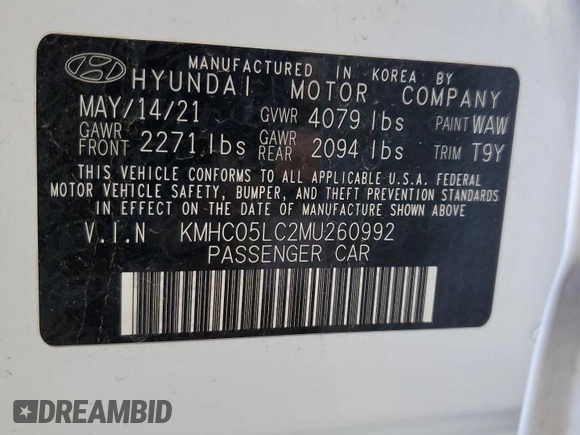 MANUFACTURED IN KOREA BY
HYUNDAI MOTOR COMPANY
MAY/14/21 GVWR 4079 lbs PAINT WAW
GAWR FRONT 2271 lbs GAWR REAR 2094 lbs TRIM T9Y
THIS VEHICLE CONFORMS TO ALL APPLICABLE U.S.A. FEDERAL
MOTOR VEHICLE SAFETY, BUMPER, AND THEFT PREVENTION STANDARDS
IN EFFECT ON THE DATE OF MANUFACTURE SHOWN ABOVE
V.I.N KMHC05LC2MU260992
PASSENGER CAR
DREAMBID